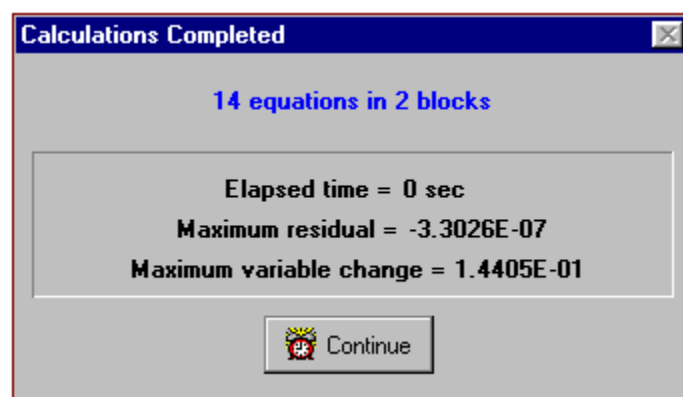 Calculations Completed
14 equations in 2 blocks
Elapsed time = 0 sec
Maximum residual = -3.3026E-07
Maximum variable change = 1.4405E-01
Continue